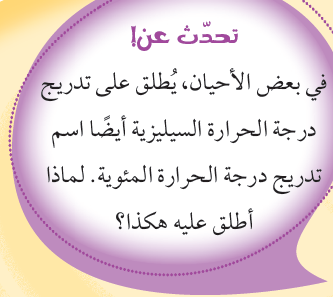 تحدّث عن!
في بعض الأحيان، يُطلق على تدريج
درجة الحرارة السيليزية أيضًا اسم
تدريج درجة الحرارة المئوية. لماذا
أطلق عليه هكذا؟